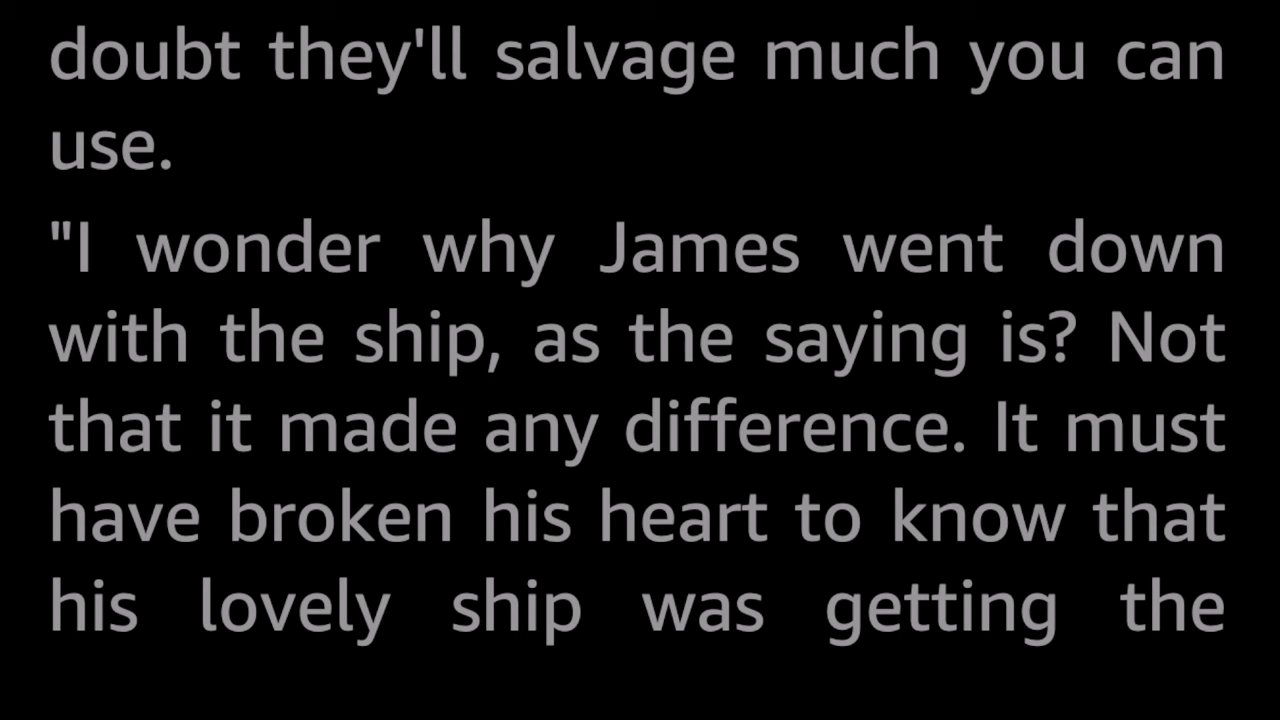 doubt they'll salvage much you can
use.
"I wonder why James went down
with the ship, as the saying is? Not
that it made any difference. It must
have broken his heart to know that
his lovely ship was getting the